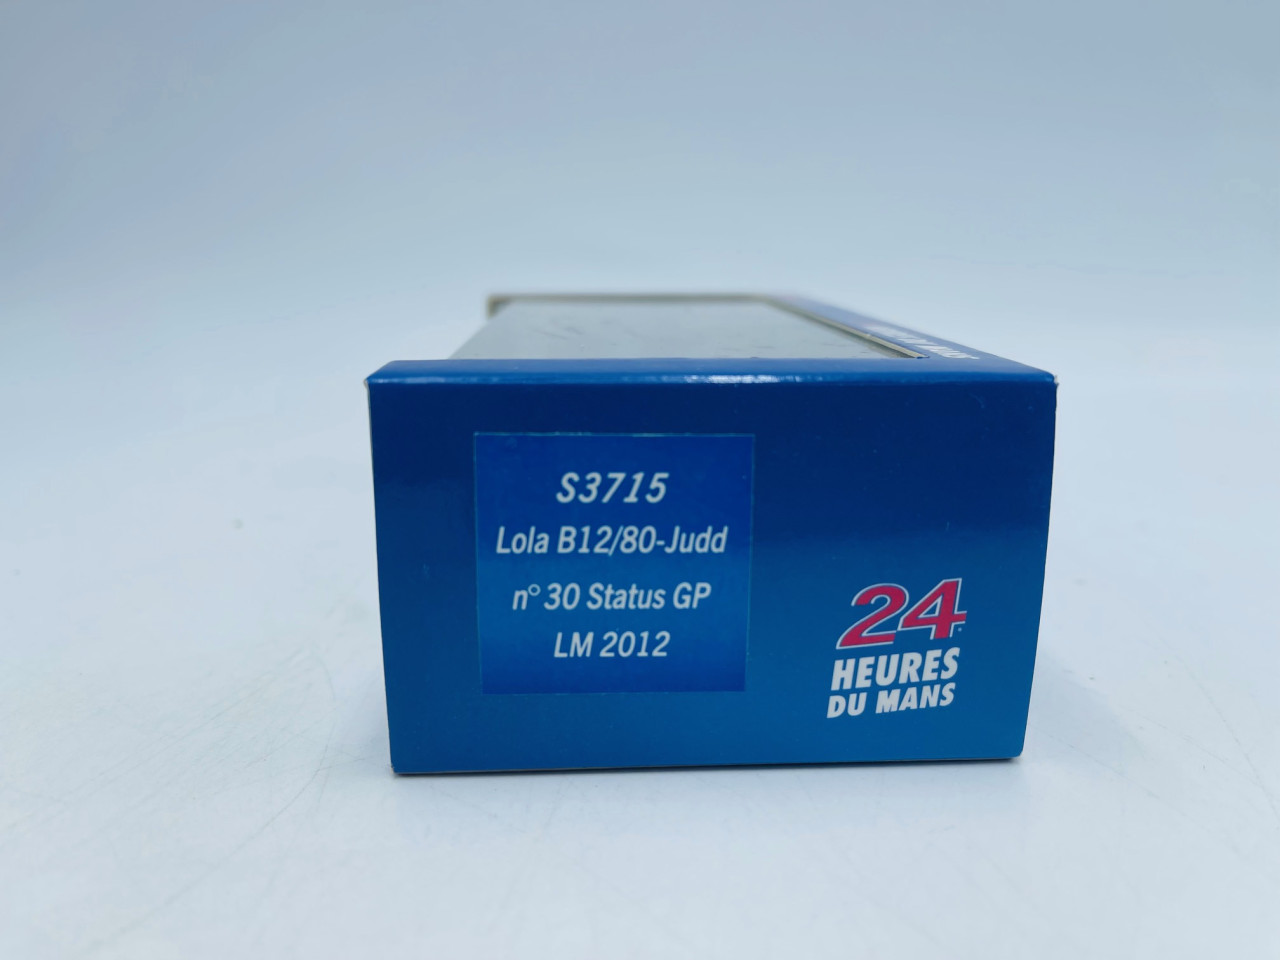 S3715
Lola B12/80-Judd
n° 30 Status GP
LM 2012
24
HEURES
DU MANS